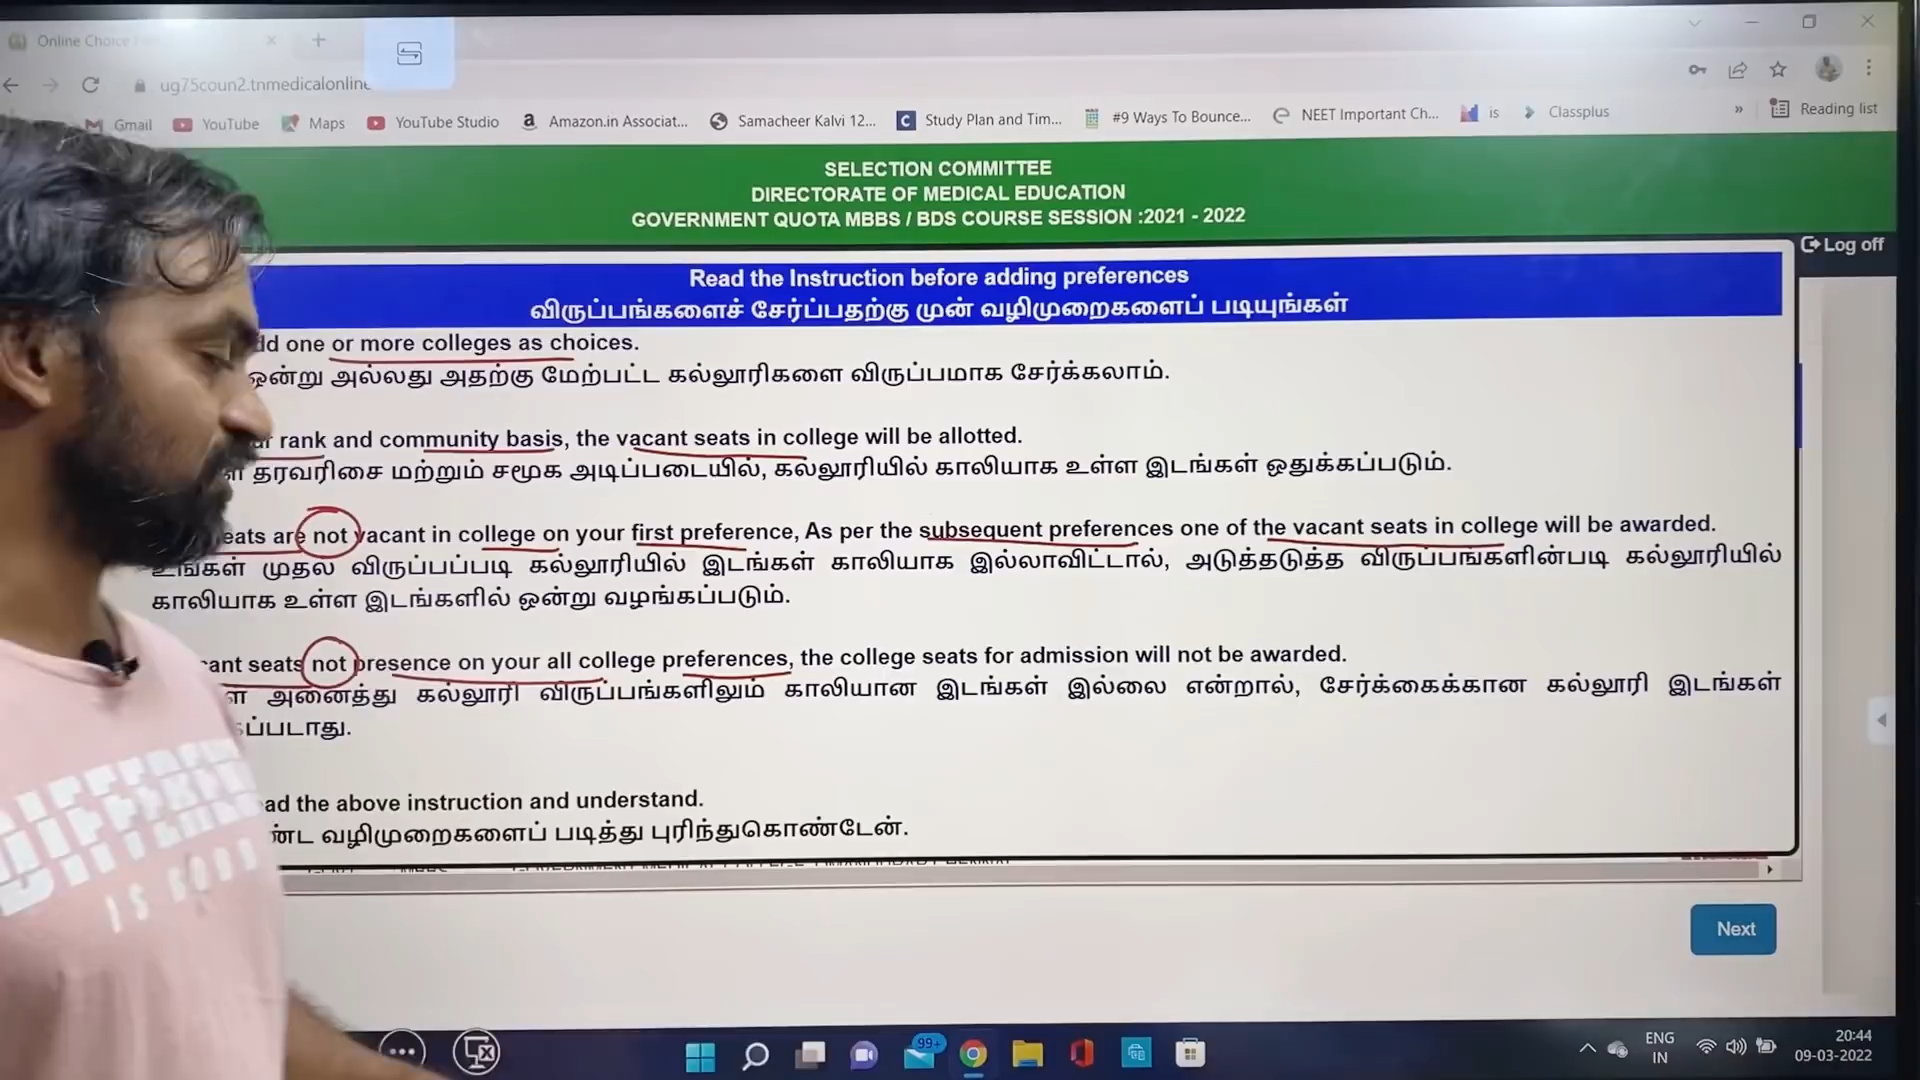 Online Choice
ug75coun2.tnmedicalonline
Gmail YouTube Maps YouTube Studio Amazon.in Associat... Samacheer Kalvi 12... Study Plan and Tim... #9 Ways To Bounce... NEET Important Ch... is Classplus » Reading list
SELECTION COMMITTEE
DIRECTORATE OF MEDICAL EDUCATION
GOVERNMENT QUOTA MBBS / BDS COURSE SESSION :2021 - 2022
Log off
Read the Instruction before adding preferences
விருப்பங்களைச் சேர்ப்பதற்கு முன் வழிமுறைகளைப் படியுங்கள்
one or more colleges as choices.
ஒன்று அல்லது அதற்கு மேற்பட்ட கல்லூரிகளை விருப்பமாக சேர்க்கலாம்.
rank and community basis, the vacant seats in college will be allotted.
தரவரிசை மற்றும் சமூக அடிப்படையில், கல்லூரியில் காலியாக உள்ள இடங்கள் ஒதுக்கப்படும்.
eats are not vacant in college on your first preference, As per the subsequent preferences one of the vacant seats in college will be awarded.
உங்கள் முதல் விருப்பப்படி கல்லூரியில் இடங்கள் காலியாக இல்லாவிட்டால், அடுத்தடுத்த விருப்பங்களின்படி கல்லூரியில்
காலியாக உள்ள இடங்களில் ஒன்று வழங்கப்படும்.
cant seats not presence on your all college preferences, the college seats for admission will not be awarded.
அனைத்து கல்லூரி விருப்பங்களிலும் காலியான இடங்கள் இல்லை என்றால், சேர்க்கைக்கான கல்லூரி இடங்கள்
ப்படாது.
ad the above instruction and understand.
ண்ட வழிமுறைகளைப் படித்து புரிந்துகொண்டேன்.
Next
IS
99+
ENG
IN
20:44
09-03-2022